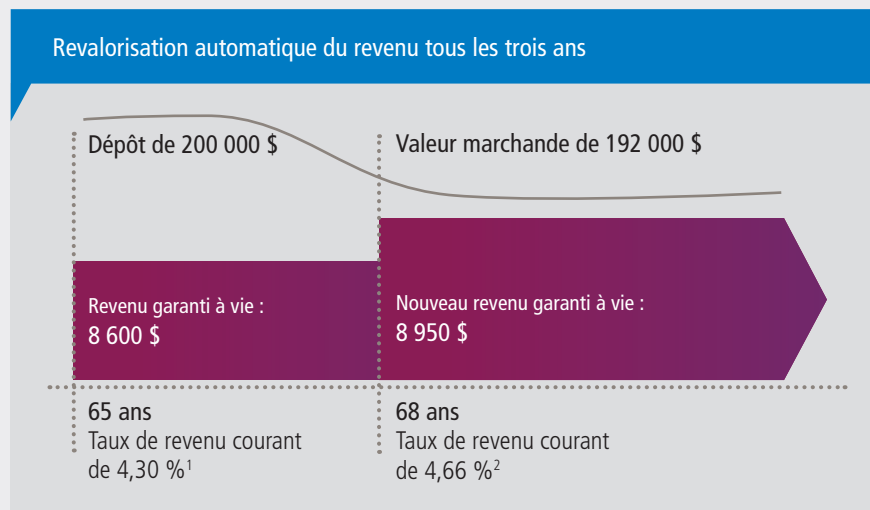 Revalorisation automatique du revenu tous les trois ans
Dépôt de 200 000 $
Valeur marchande de 192 000 $
Revenu garanti à vie :
8 600 $
Nouveau revenu garanti à vie :
8 950 $
65 ans
Taux de revenu courant
de 4,30 %¹
68 ans
Taux de revenu courant
de 4,66 %²